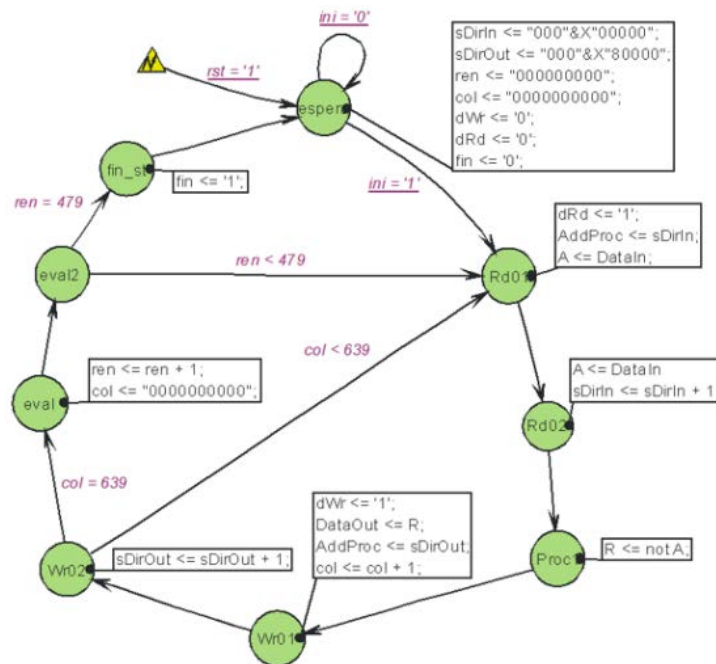 ini = '0'
rst = '1'
espera
sDirIn <= "000"&X"00000";
sDirOut <= "000"&X"80000";
ren <= "000000000";
col <= "0000000000";
dWr <= '0';
dRd <= '0';
fin <= '0';
fin_st
fin <= '1';
ini = '1'
ren = 479
dRd <= '1';
AddProc <= sDirIn;
A <= DataIn;
eval2
ren < 479
Rd01
col < 639
ren <= ren + 1;
col <= "0000000000";
eval
A <= DataIn
sDirIn <= sDirIn + 1
Rd02
col = 639
dWr <= '1';
DataOut <= R;
AddProc <= sDirOut;
col <= col + 1;
Wr02
sDirOut <= sDirOut + 1;
Proc1
R <= not A;
Wr01